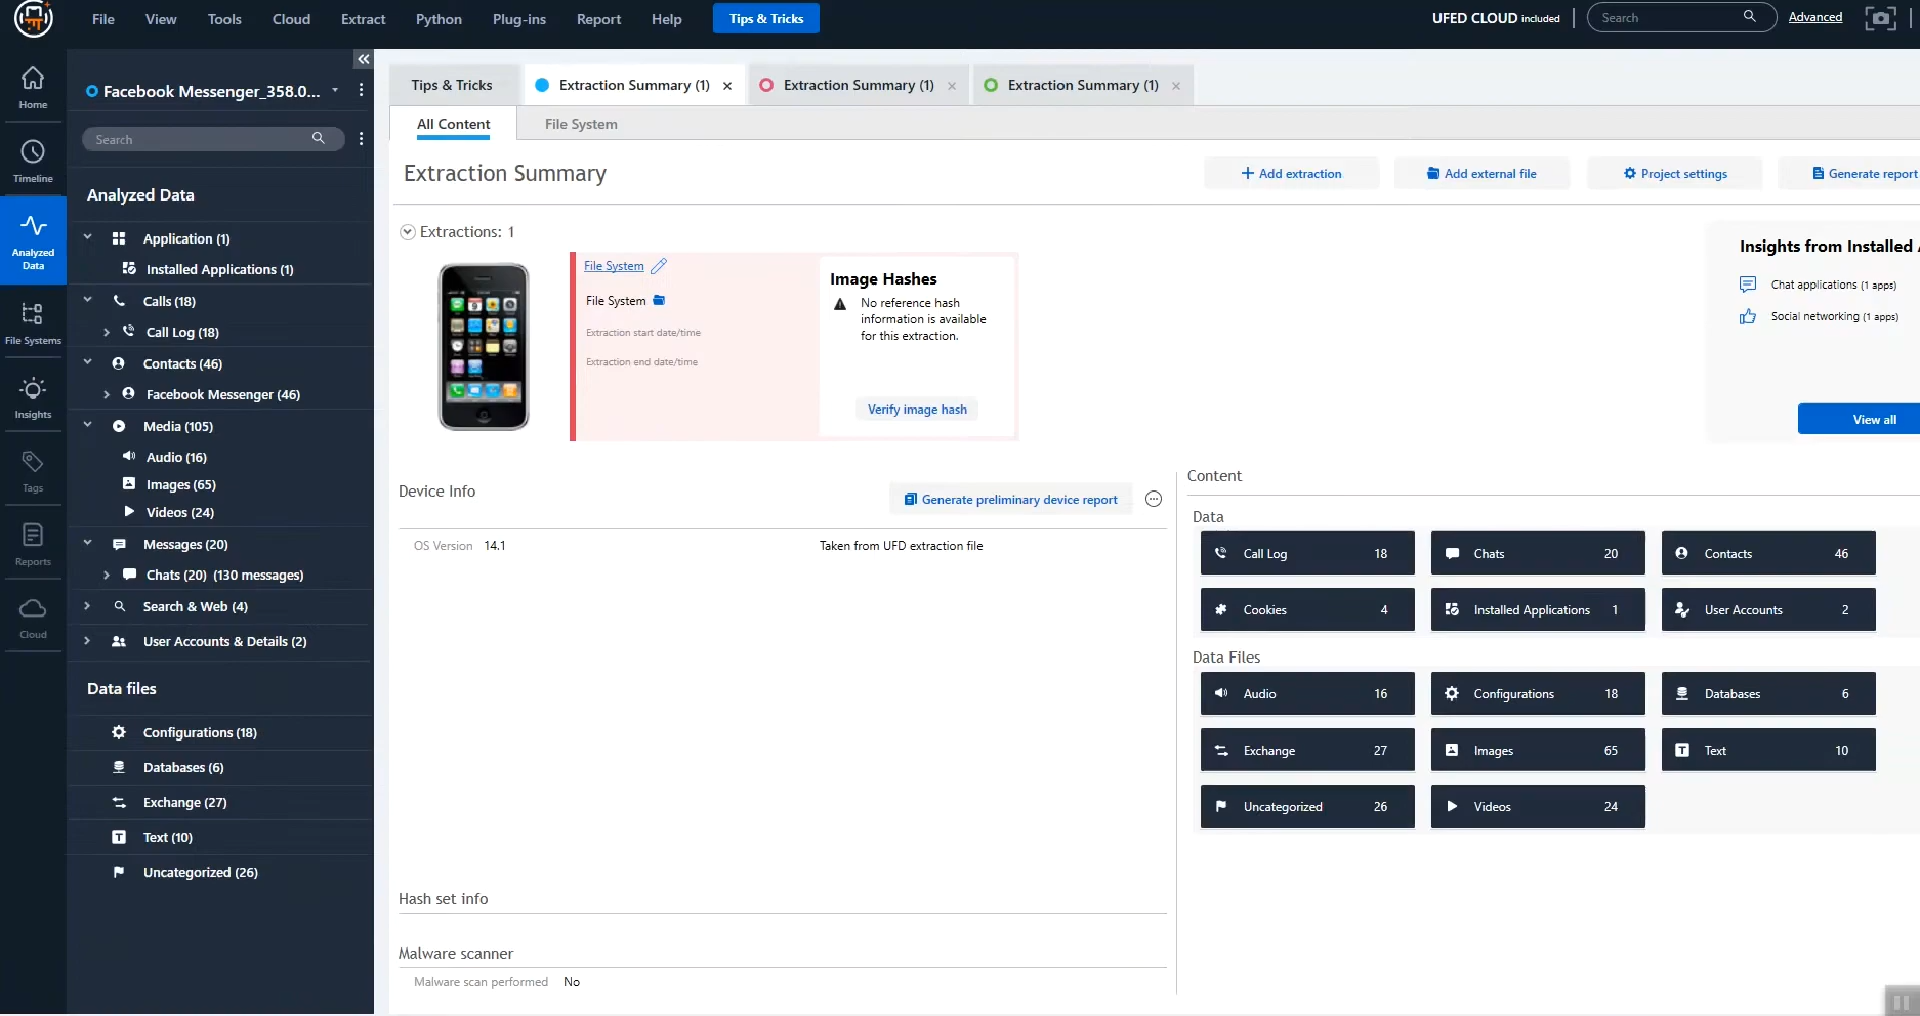 File View Tools Cloud Extract Python Plug-ins Report Help Tips & Tricks UFED CLOUD included Search Advanced
Home
Timeline
Analyzed
Data
File Systems
Insights
Tags
Reports
Cloud
Facebook Messenger_358.0...
Search
Analyzed Data
Application (1)
Installed Applications (1)
Calls (18)
Call Log (18)
Contacts (46)
Facebook Messenger (46)
Media (105)
Audio (16)
Images (65)
Videos (24)
Messages (20)
Chats (20) (130 messages)
Search & Web (4)
User Accounts & Details (2)
Data files
Configurations (18)
Databases (6)
Exchange (27)
Text (10)
Uncategorized (26)
Tips & Tricks Extraction Summary (1) Extraction Summary (1) Extraction Summary (1)
All Content File System
Extraction Summary
Add extraction Add external file Project settings Generate report
Extractions: 1
File System
File System
Extraction start date/time
Extraction end date/time
Image Hashes
No reference hash
information is available
for this extraction.
Verify image hash
Insights from Installed
Chat applications (1 apps)
Social networking (1 apps)
View all
Device Info
Generate preliminary device report
OS Version 14.1 Taken from UFD extraction file
Hash set info
Malware scanner
Malware scan performed No
Content
Data
Call Log 18 Chats 20 Contacts 46
Cookies 4 Installed Applications 1 User Accounts 2
Data Files
Audio 16 Configurations 18 Databases 6
Exchange 27 Images 65 Text 10
Uncategorized 26 Videos 24